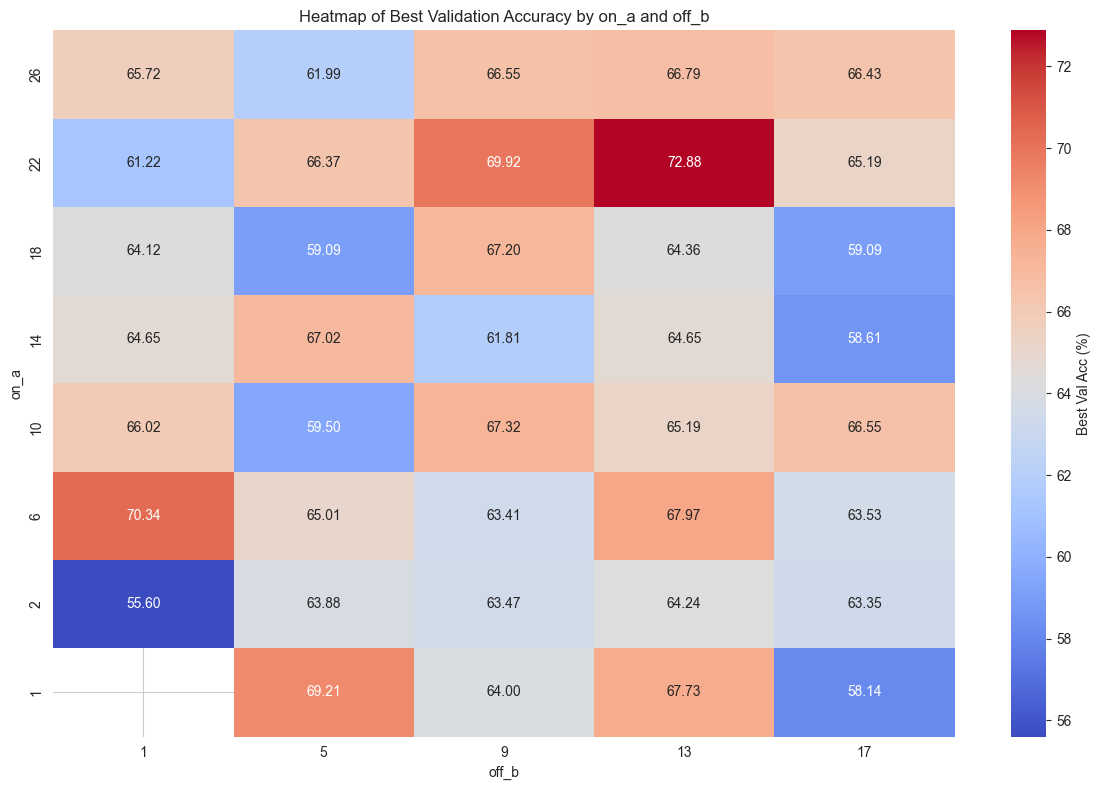 Heatmap of Best Validation Accuracy by on_a and off_b
26 65.72 61.99 66.55 66.79 66.43
22 61.22 66.37 69.92 72.88 65.19
18 64.12 59.09 67.20 64.36 59.09
14 64.65 67.02 61.81 64.65 58.61
10 66.02 59.50 67.32 65.19 66.55
6 70.34 65.01 63.41 67.97 63.53
2 55.60 63.88 63.47 64.24 63.35
1 69.21 64.00 67.73 58.14
1 5 9 13 17
off_b
on_a
72
70
68
66
64
62
60
58
56
Best Val Acc (%)